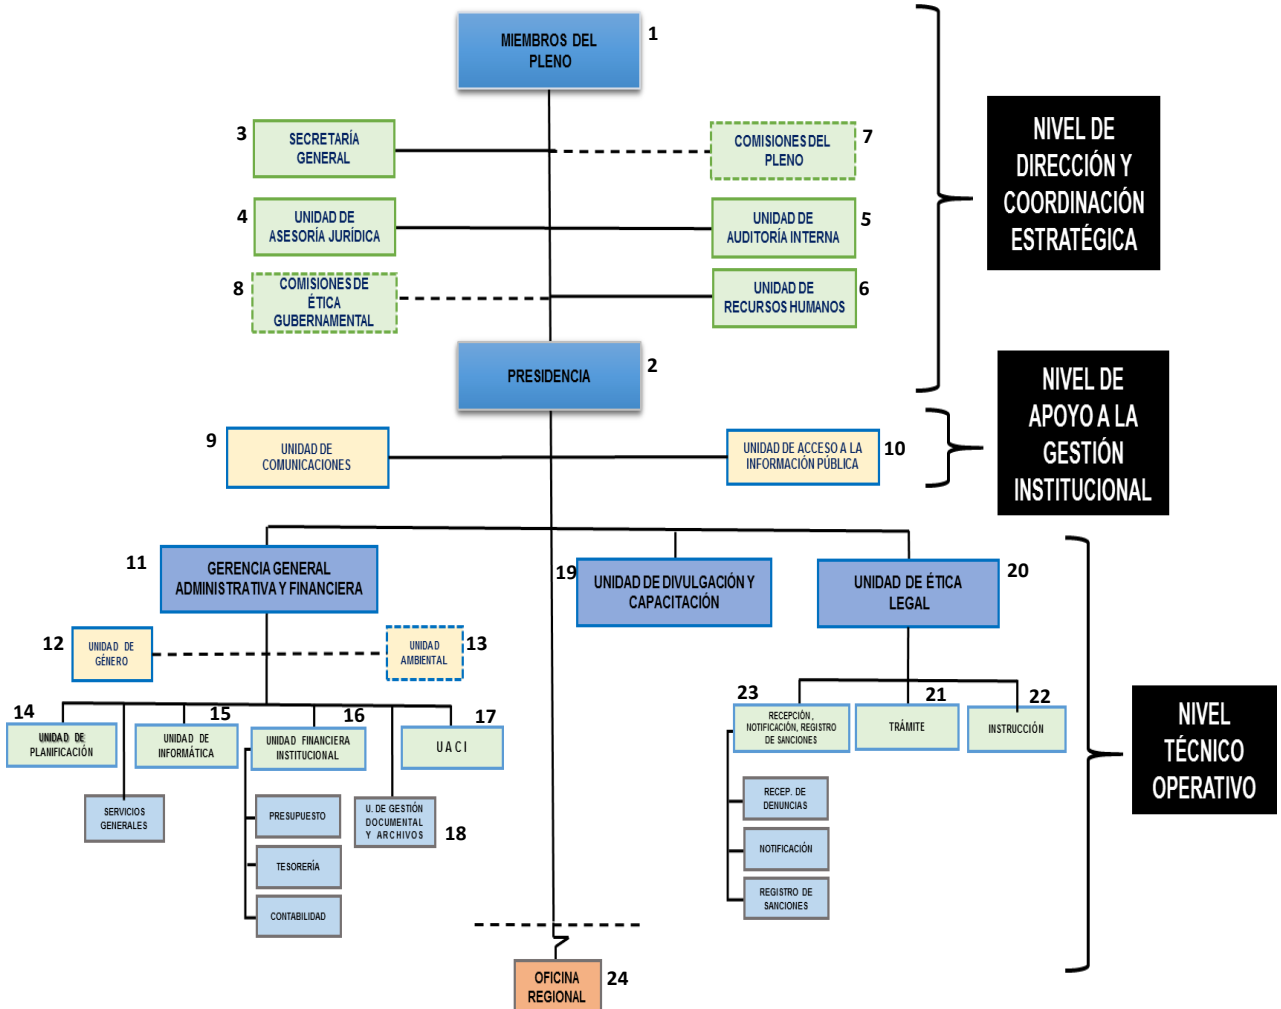 MIEMBROS DEL
PLENO
1
3
SECRETARÍA
GENERAL
COMISIONES DEL
PLENO
7
4
UNIDAD DE
ASESORÍA JURÍDICA
UNIDAD DE
AUDITORÍA INTERNA
5
8
COMISIONES DE
ÉTICA
GUBERNAMENTAL
UNIDAD DE
RECURSOS HUMANOS
6
PRESIDENCIA
2
NIVEL DE
DIRECCIÓN Y
COORDINACIÓN
ESTRATÉGICA
9
UNIDAD DE
COMUNICACIONES
UNIDAD DE ACCESO A LA
INFORMACIÓN PÚBLICA
10
NIVEL DE
APOYO A LA
GESTIÓN
INSTITUCIONAL
11
GERENCIA GENERAL
ADMINISTRATIVA Y FINANCIERA
19
UNIDAD DE DIVULGACIÓN Y
CAPACITACIÓN
UNIDAD DE ÉTICA
LEGAL
20
12
UNIDAD DE
GÉNERO
UNIDAD
AMBIENTAL
13
14
UNIDAD DE
PLANIFICACIÓN
15
UNIDAD DE
INFORMÁTICA
16
UNIDAD FINANCIERA
INSTITUCIONAL
17
UACI
23
RECEPCIÓN,
NOTIFICACIÓN, REGISTRO
DE SANCIONES
21
TRÁMITE
22
INSTRUCCIÓN
SERVICIOS
GENERALES
PRESUPUESTO
TESORERÍA
CONTABILIDAD
U. DE GESTIÓN
DOCUMENTAL
Y ARCHIVOS
18
RECEP. DE
DENUNCIAS
NOTIFICACIÓN
REGISTRO DE
SANCIONES
NIVEL
TÉCNICO
OPERATIVO
OFICINA
REGIONAL
24